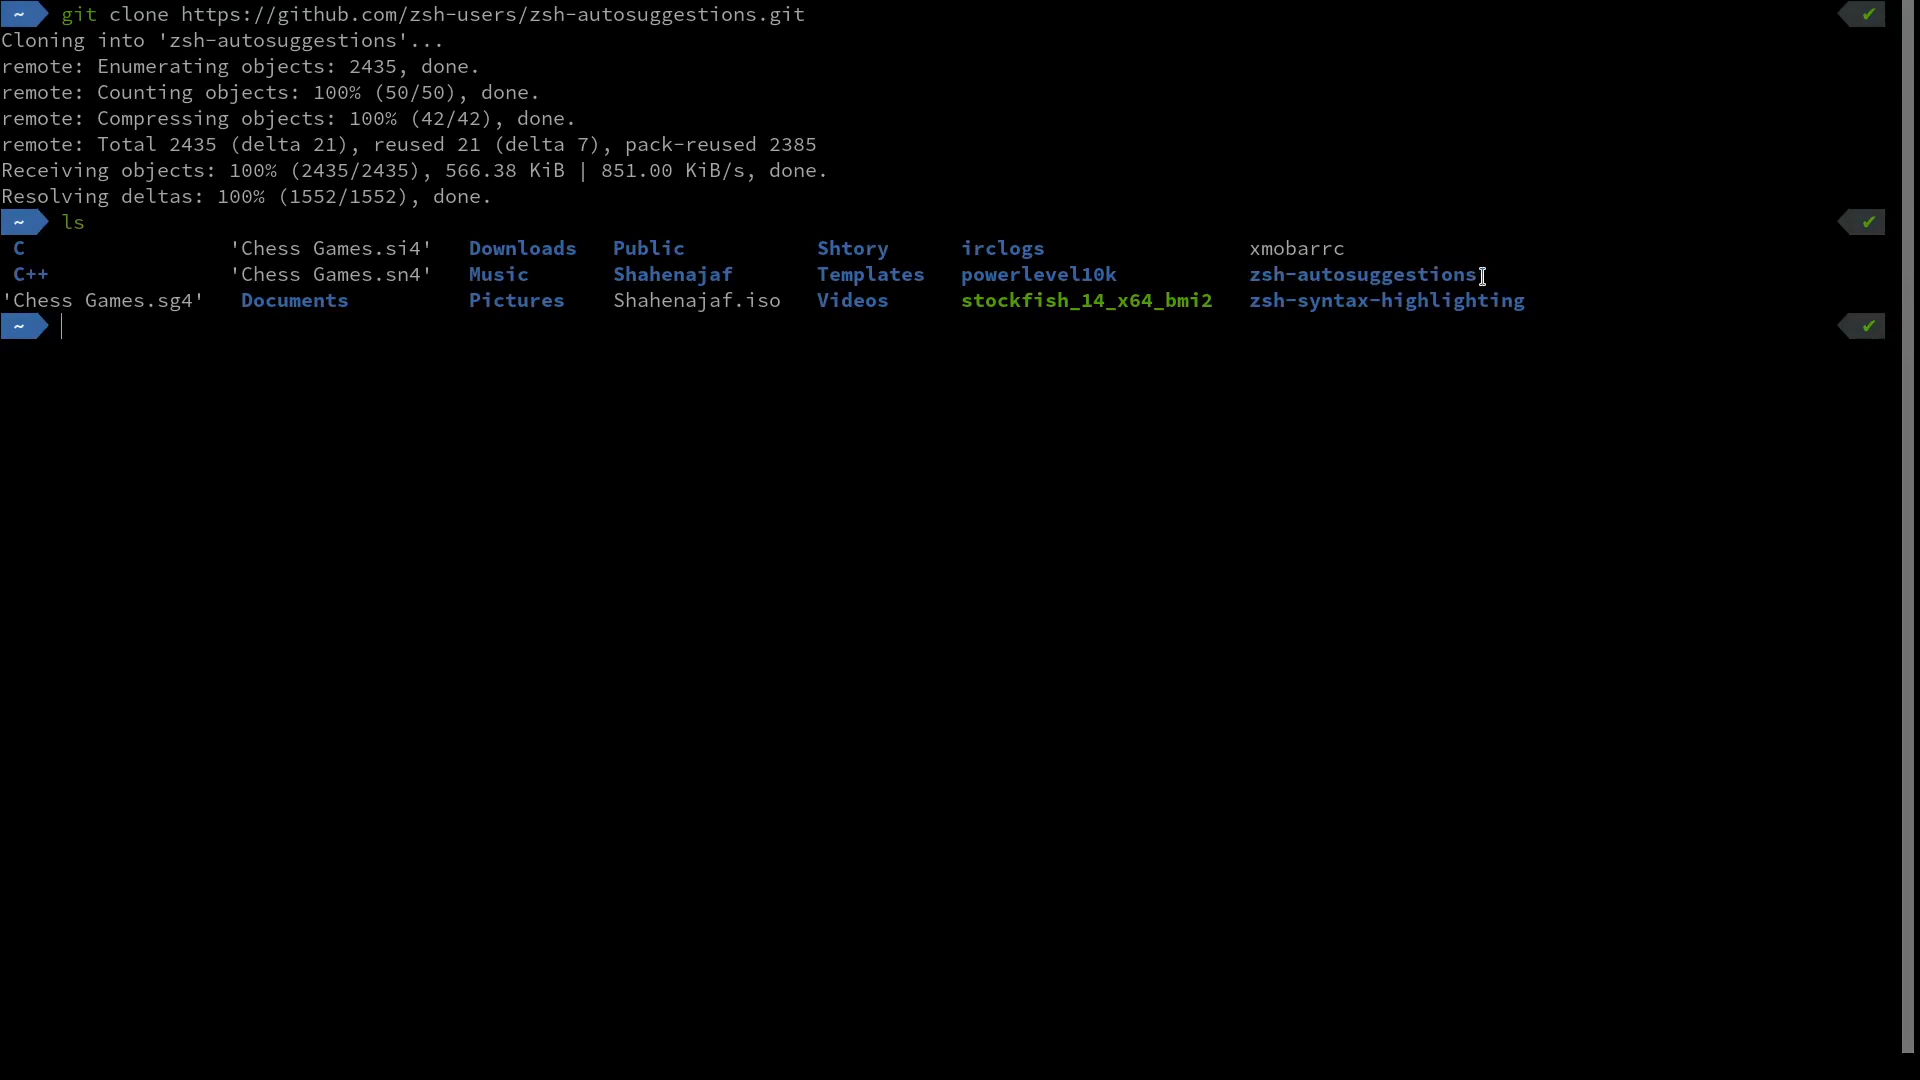 ~ git clone https://github.com/zsh-users/zsh-autosuggestions.git ✔
Cloning into 'zsh-autosuggestions'...
remote: Enumerating objects: 2435, done.
remote: Counting objects: 100% (50/50), done.
remote: Compressing objects: 100% (42/42), done.
remote: Total 2435 (delta 21), reused 21 (delta 7), pack-reused 2385
Receiving objects: 100% (2435/2435), 566.38 KiB | 851.00 KiB/s, done.
Resolving deltas: 100% (1552/1552), done.
~ ls ✔
C 'Chess Games.si4' Downloads Public Shtory irclogs xmobarrc
C++ 'Chess Games.sn4' Music Shahenajaf Templates powerlevel10k zsh-autosuggestions
'Chess Games.sg4' Documents Pictures Shahenajaf.iso Videos stockfish_14_x64_bmi2 zsh-syntax-highlighting
~ ✔